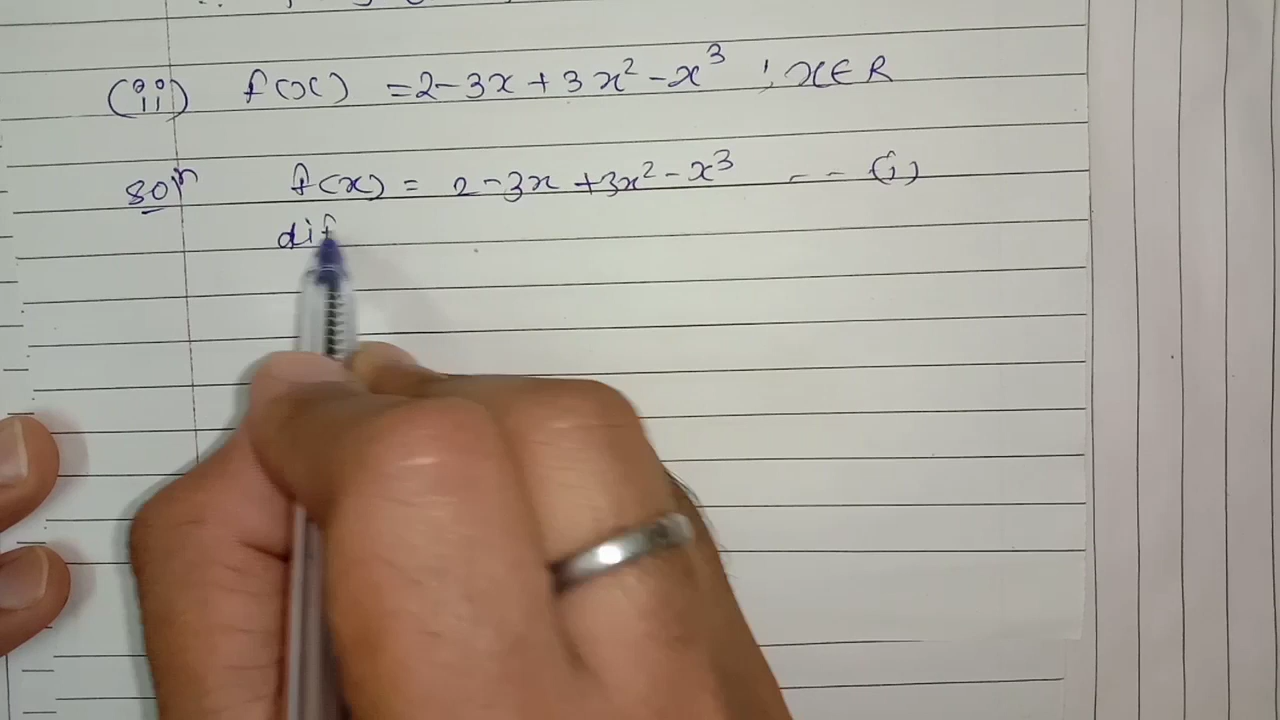 (ii) f(x) = 2-3x+3x²-x³ ; x∈R
solⁿ f(x) = 2-3x+3x²-x³ -- (i)
dif